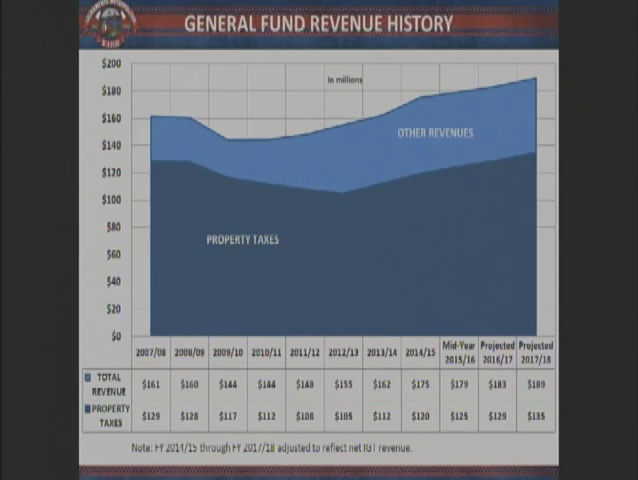 GENERAL FUND REVENUE HISTORY
$200
In millions
$180
$160
OTHER REVENUES
$140
$120
$100
$80
PROPERTY TAXES
$60
$40
$20
$0
2007/08 2008/09 2009/10 2010/11 2011/12 2012/13 2013/14 2014/15 Mid-Year 2015/16 Projected 2016/17 Projected 2017/18
TOTAL REVENUE $161 $160 $144 $144 $148 $155 $162 $175 $179 $183 $189
PROPERTY TAXES $129 $128 $117 $112 $108 $105 $112 $120 $125 $129 $135
Note: FY 2014/15 through FY 2017/18 adjusted to reflect net IGT revenue.